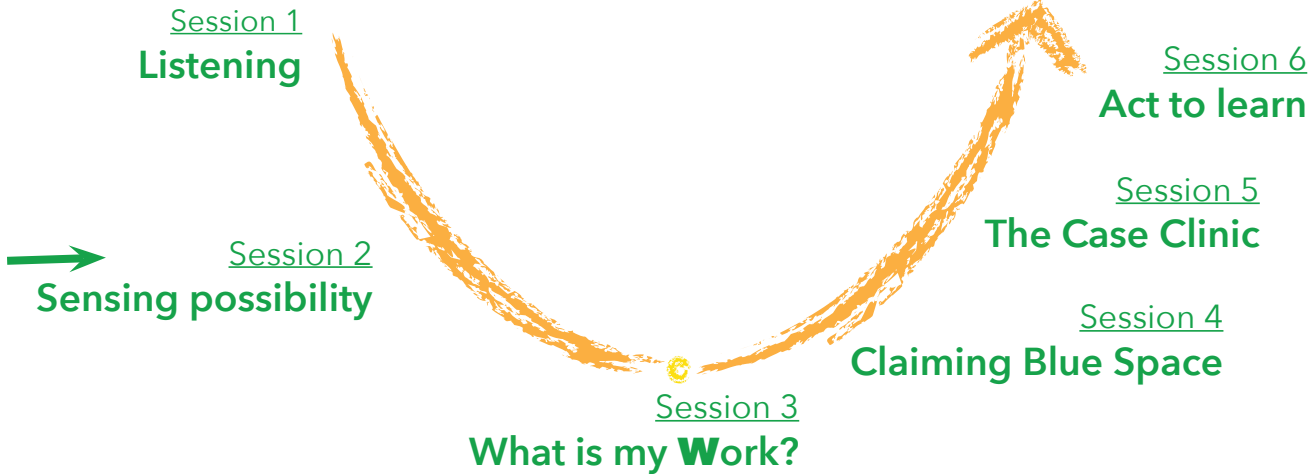 Session 1
Listening
Session 2
Sensing possibility
Session 3
What is my Work?
Session 4
Claiming Blue Space
Session 5
The Case Clinic
Session 6
Act to learn